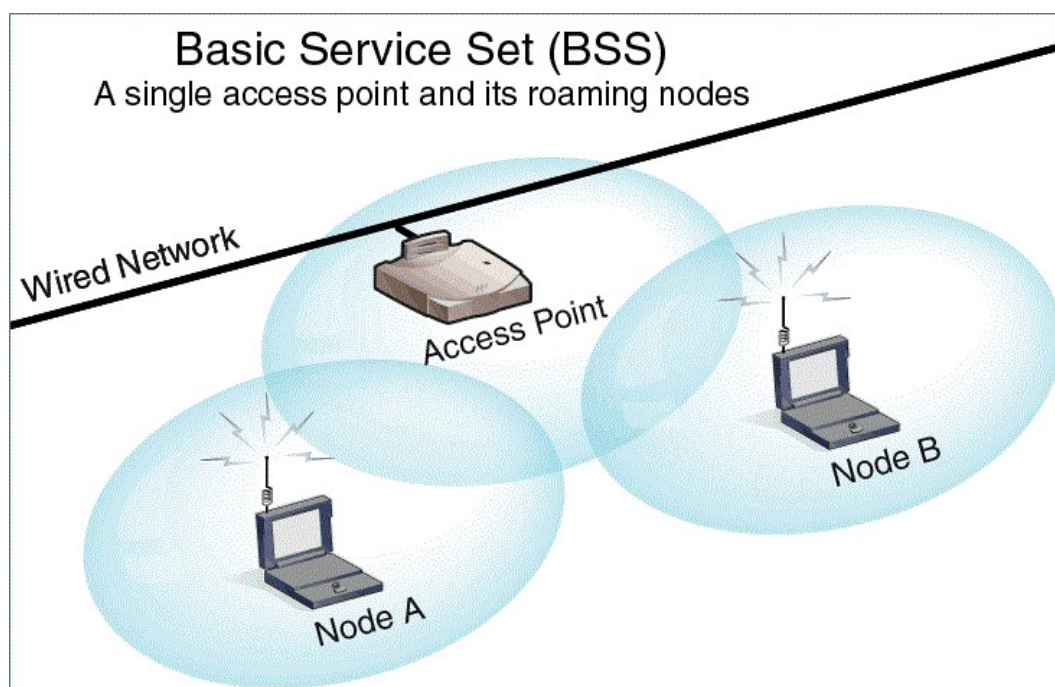 Basic Service Set (BSS)
A single access point and its roaming nodes
Wired Network
Access Point
Node B
Node A